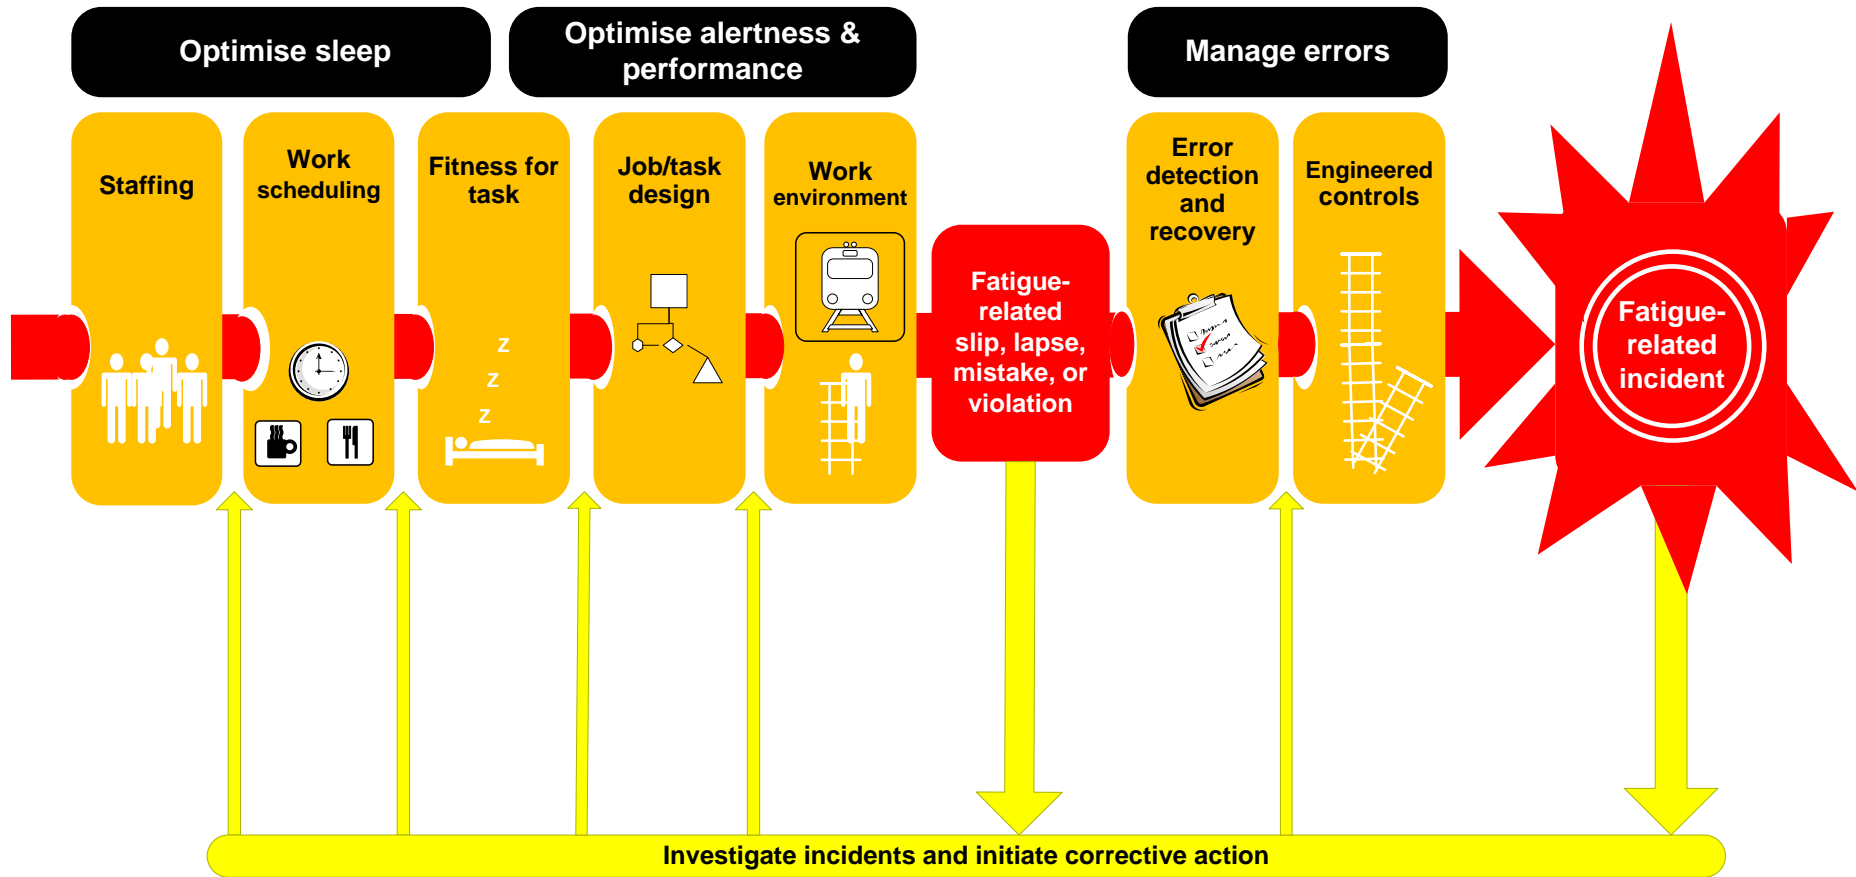 Optimise sleep
Optimise alertness &
performance
Manage errors
Staffing
Work
scheduling
Fitness for
task
Job/task
design
Work
environment
Fatigue-
related
slip, lapse,
mistake, or
violation
Error
detection
and
recovery
Engineered
controls
Fatigue-
related
incident
z
z
z
Investigate incidents and initiate corrective action